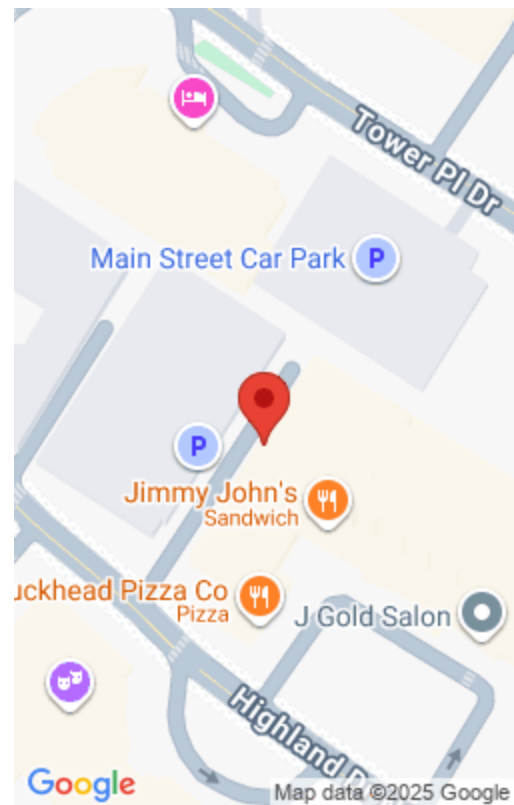 Tower Pl Dr
Main Street Car Park
P
P
Jimmy John's
Sandwich
uckhead Pizza Co
Pizza
J Gold Salon
Highland D
Google
Map data ©2025 Google